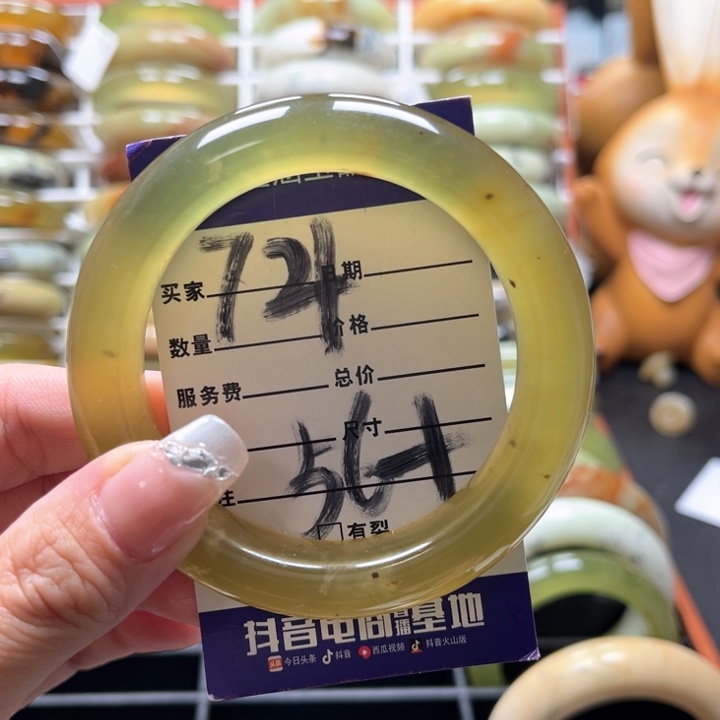 724
买家 日期
数量 价格
服务费 总价
尺寸
564
注
有裂
抖音电商直播基地
头条 今日头条 抖音 西瓜视频 抖音火山版